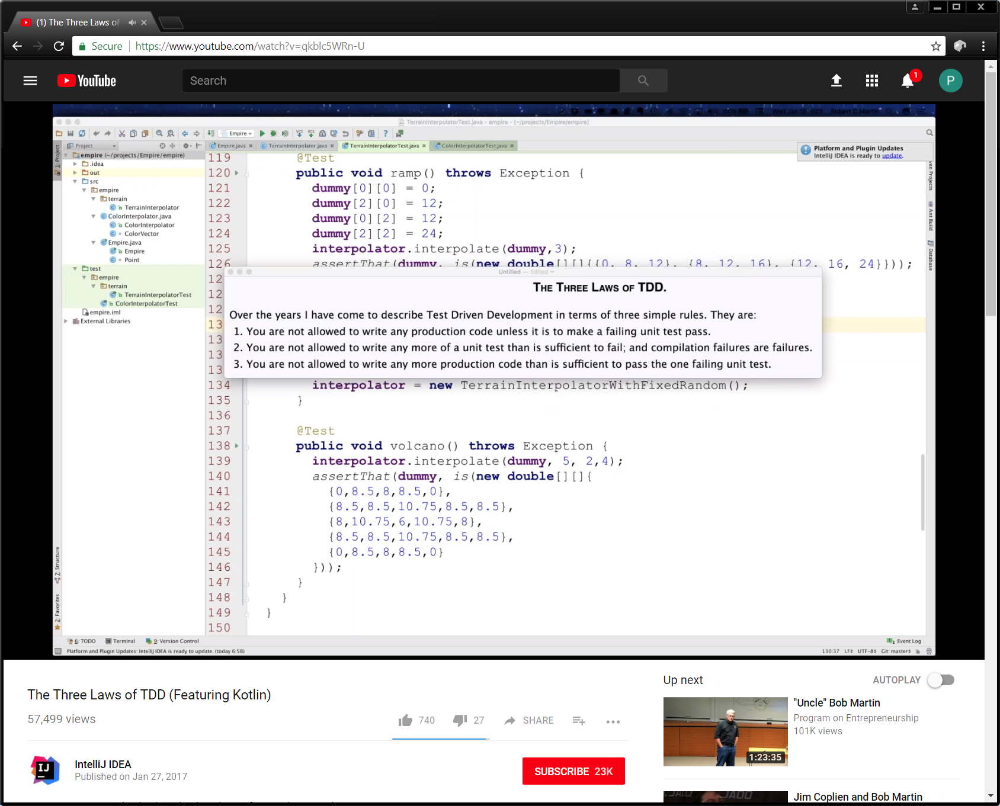 (1) The Three Laws of
Secure https://www.youtube.com/watch?v=qkblc5WRn-U
YouTube
Search
1
P
Wed Jan 18 9:01 Robert C Martin
TerrainInterpolatorTest.java - empire - [~/projects/Empire/empire]
Empire
Project
Empire.java
TerrainInterpolator.java
TerrainInterpolatorTest.java
ColorInterpolatorTest.java
Platform and Plugin Updates
IntelliJ IDEA is ready to update.
1: Project
empire (~/projects/Empire/empire)
.idea
out
src
empire
terrain
TerrainInterpolator
ColorInterpolator.java
ColorInterpolator
ColorVector
Empire.java
Empire
Point
test
empire
terrain
TerrainInterpolatorTest
ColorInterpolatorTest
empire.iml
External Libraries
Z: Structure
2: Favorites
ven Projects
Ant Build
Database
119 @Test
120 public void ramp() throws Exception {
121 dummy[0][0] = 0;
122 dummy[2][0] = 12;
123 dummy[0][2] = 12;
124 dummy[2][2] = 24;
125 interpolator.interpolate(dummy,3);
126 assertThat(dummy, is(new double[][]{{0, 8, 12}, {8, 12, 16}, {12, 16, 24}}));
12
12
12
13
13
13
13
Untitled — Edited
THE THREE LAWS OF TDD.
Over the years I have come to describe Test Driven Development in terms of three simple rules. They are:
1. You are not allowed to write any production code unless it is to make a failing unit test pass.
2. You are not allowed to write any more of a unit test than is sufficient to fail; and compilation failures are failures.
3. You are not allowed to write any more production code than is sufficient to pass the one failing unit test.
134 interpolator = new TerrainInterpolatorWithFixedRandom();
135 }
136
137 @Test
138 public void volcano() throws Exception {
139 interpolator.interpolate(dummy, 5, 2,4);
140 assertThat(dummy, is(new double[][]{
141 {0,8.5,8,8.5,0},
142 {8.5,8.5,10.75,8.5,8.5},
143 {8,10.75,6,10.75,8},
144 {8.5,8.5,10.75,8.5,8.5},
145 {0,8.5,8,8.5,0}
146 }));
147 }
148 }
149 }
150
6: TODO Terminal 9: Version Control
1 Event Log
Platform and Plugin Updates: IntelliJ IDEA is ready to update. (today 6:58)
130:37 LF UTF-8 Git: master
The Three Laws of TDD (Featuring Kotlin)
57,499 views
740 27 SHARE
IJ
IntelliJ IDEA
Published on Jan 27, 2017
SUBSCRIBE 23K
Up next
AUTOPLAY
"Uncle" Bob Martin
Program on Entrepreneurship
101K views
1:23:35
Jim Coplien and Bob Martin